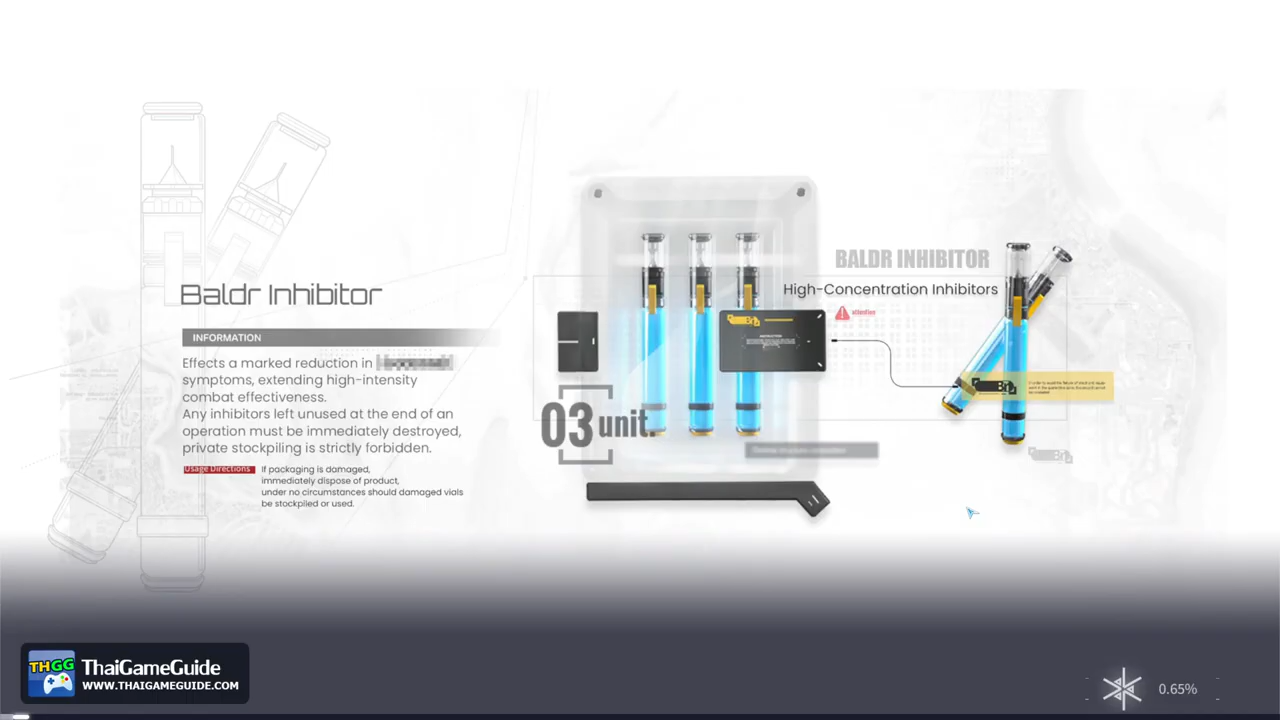 Baldr Inhibitor
INFORMATION
Effects a marked reduction in
symptoms, extending high-intensity
combat effectiveness.
Any inhibitors left unused at the end of an
operation must be immediately destroyed,
private stockpiling is strictly forbidden.
Usage Directions
If packaging is damaged,
immediately dispose of product,
under no circumstances should damaged vials
be stockpiled or used.
03 unit.
BALDR INHIBITOR
High-Concentration Inhibitors
attention
THGG
ThaiGameGuide
WWW.THAIGAMEGUIDE.COM
0.65%